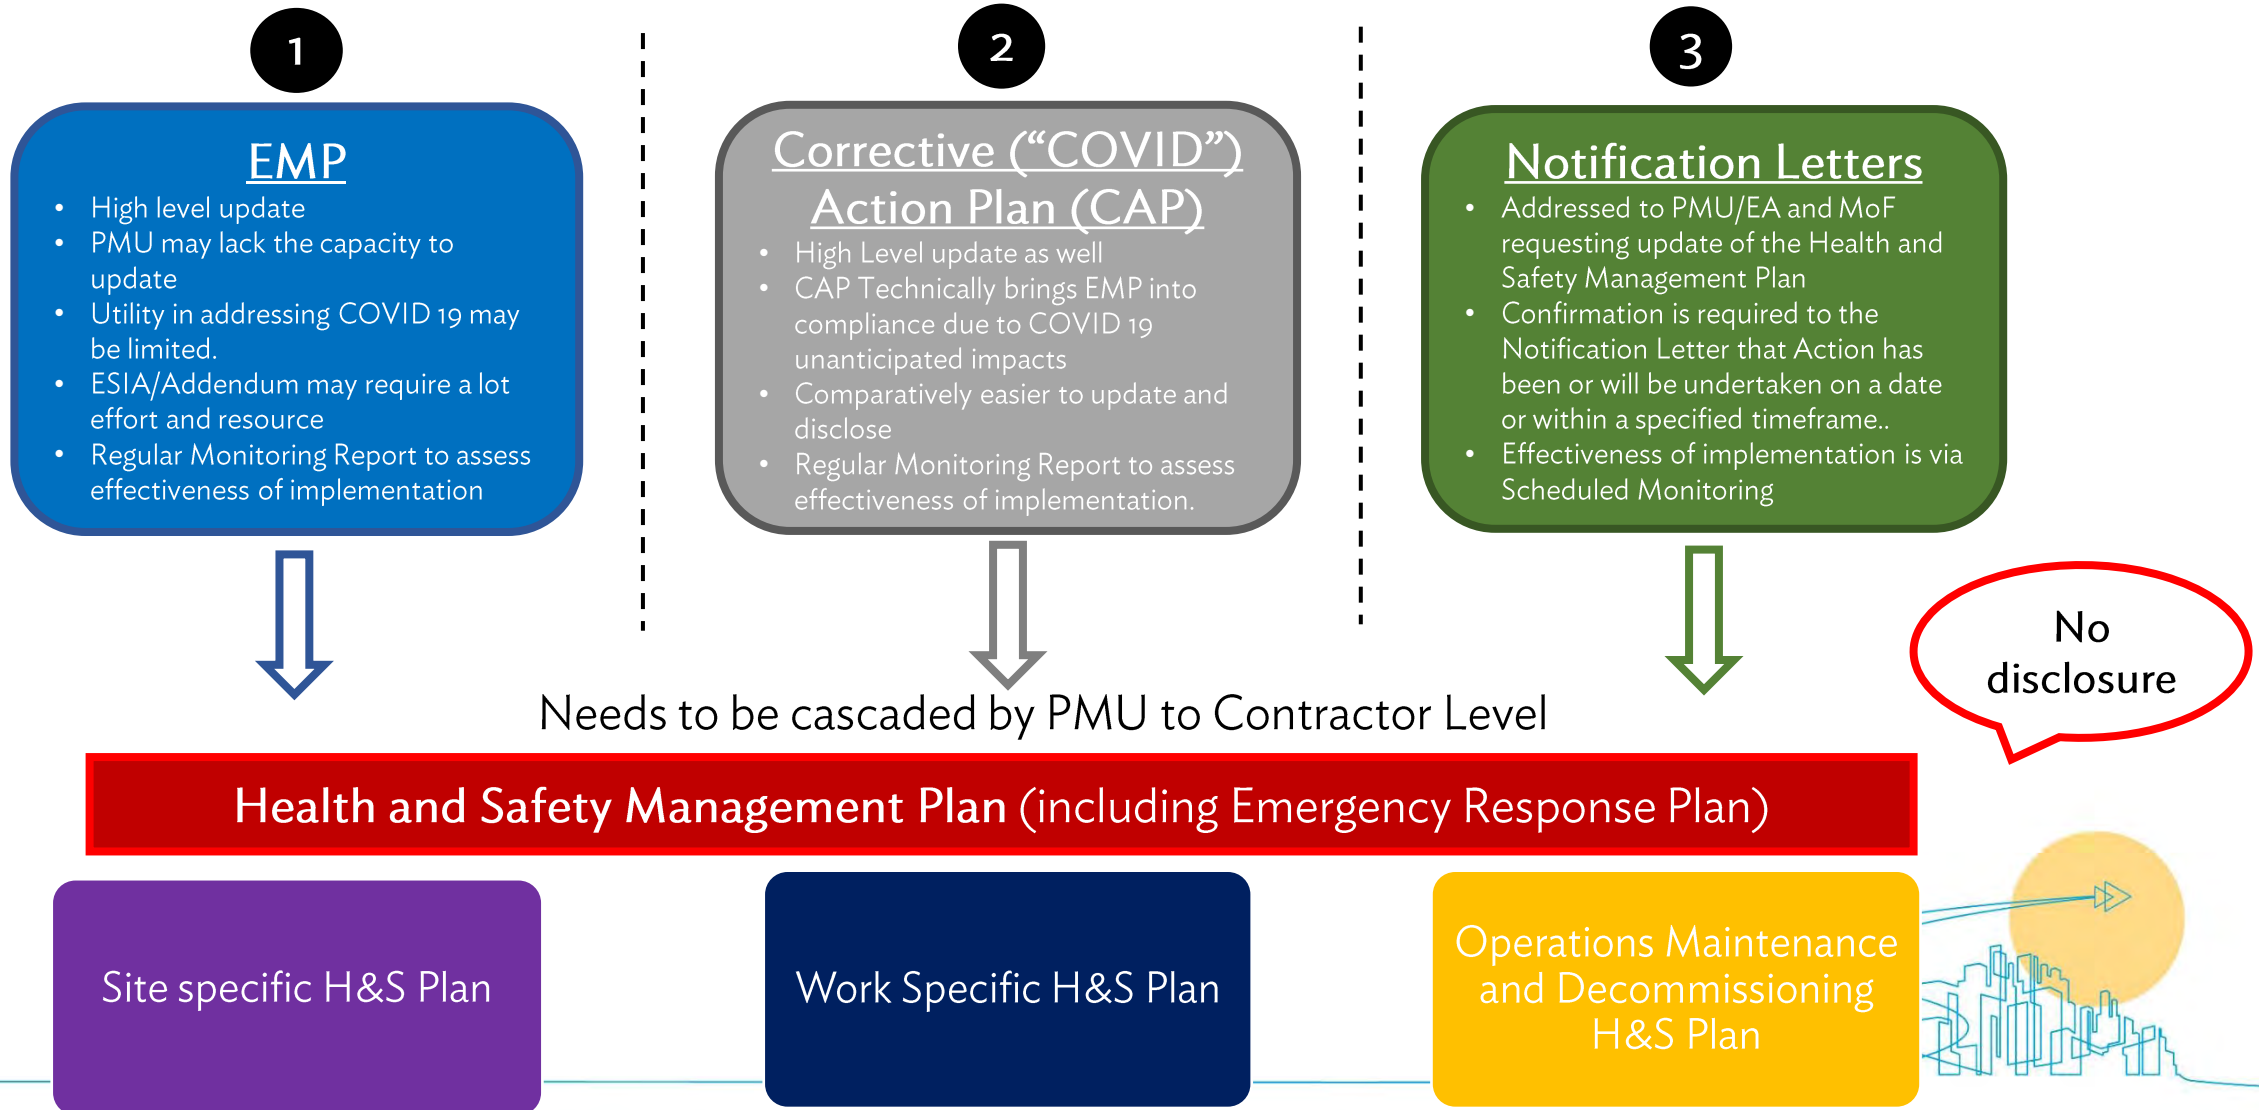 1
EMP
• High level update
• PMU may lack the capacity to
update
• Utility in addressing COVID 19 may
be limited.
• ESIA/Addendum may require a lot
effort and resource
• Regular Monitoring Report to assess
effectiveness of implementation
2
Corrective (“COVID”)
Action Plan (CAP)
• High Level update as well
• CAP Technically brings EMP into
compliance due to COVID 19
unanticipated impacts
• Comparatively easier to update and
disclose
• Regular Monitoring Report to assess
effectiveness of implementation.
3
Notification Letters
• Addressed to PMU/EA and MoF
requesting update of the Health and
Safety Management Plan
• Confirmation is required to the
Notification Letter that Action has
been or will be undertaken on a date
or within a specified timeframe..
• Effectiveness of implementation is via
Scheduled Monitoring
No
disclosure
Needs to be cascaded by PMU to Contractor Level
Health and Safety Management Plan (including Emergency Response Plan)
Site specific H&S Plan
Work Specific H&S Plan
Operations Maintenance
and Decommissioning
H&S Plan